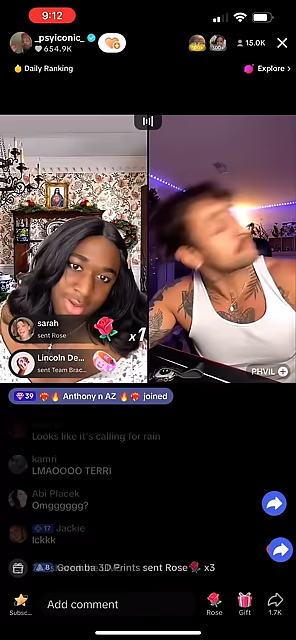 9:12
_psyiconic_
654.9K
15.0K
Daily Ranking
Explore >
sarah
sent Rose
x1
Lincoln De...
sent Team Brac...
PHVIL
39 Anthony n AZ joined
Looks like it's calling for rain
kamri
LMAOOOO TERRI
Abi Placek
Omgggggg?
17 Jackie
Ickkk
8 Goomba 3D Prints sent Rose x3
Subsc...
Add comment
Rose
Gift
1.7K